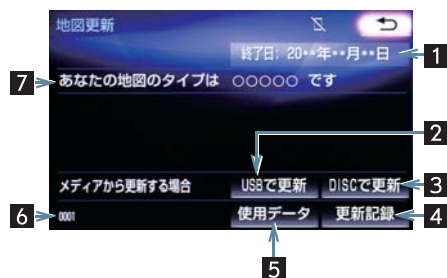 地図更新
終了日: 20**年**月**日
1
7
あなたの地図のタイプは ○○○○○ です
2
メディアから更新する場合 USBで更新 DISCで更新
3
6
0001 使用データ 更新記録
4
5